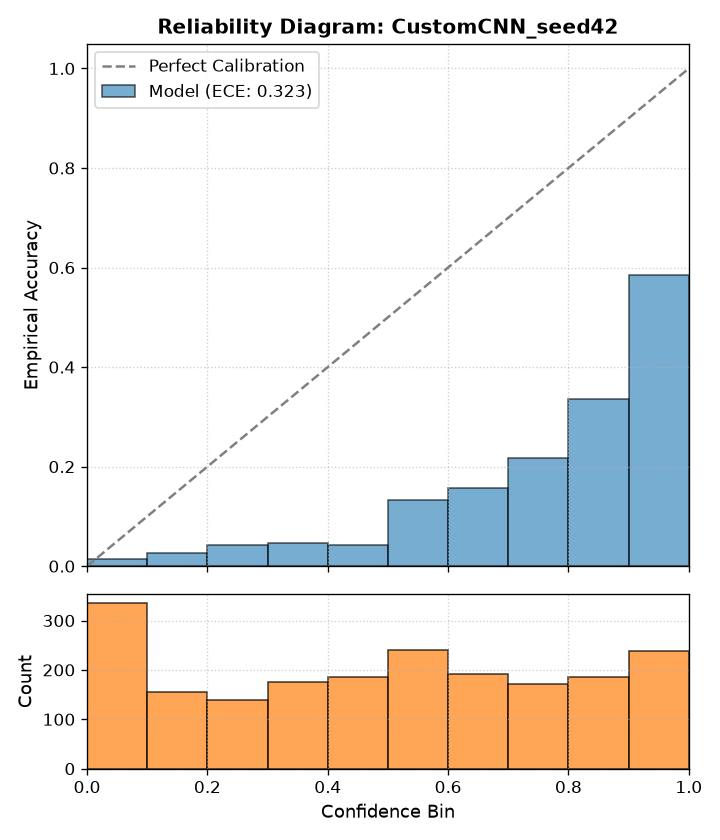 Reliability Diagram: CustomCNN_seed42
Perfect Calibration
Model (ECE: 0.323)
Empirical Accuracy
1.0
0.8
0.6
0.4
0.2
0.0
Count
300
200
100
0
0.0 0.2 0.4 0.6 0.8 1.0
Confidence Bin